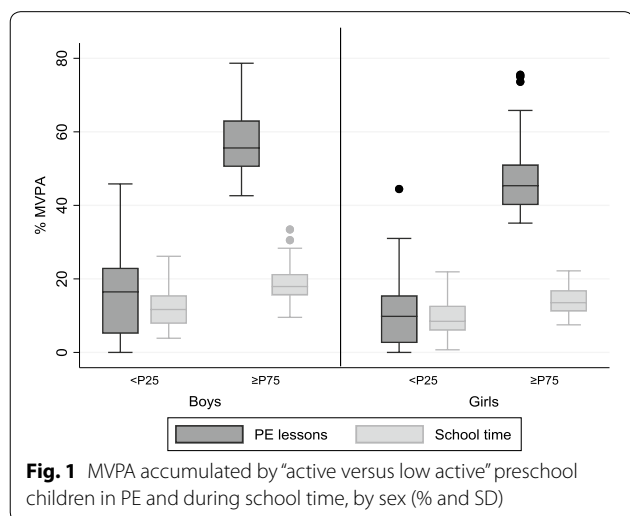 % MVPA
80
60
40
20
0
<P25
≥P75
<P25
≥P75
Boys
Girls
PE lessons
School time
Fig. 1 MVPA accumulated by “active versus low active” preschool
children in PE and during school time, by sex (% and SD)